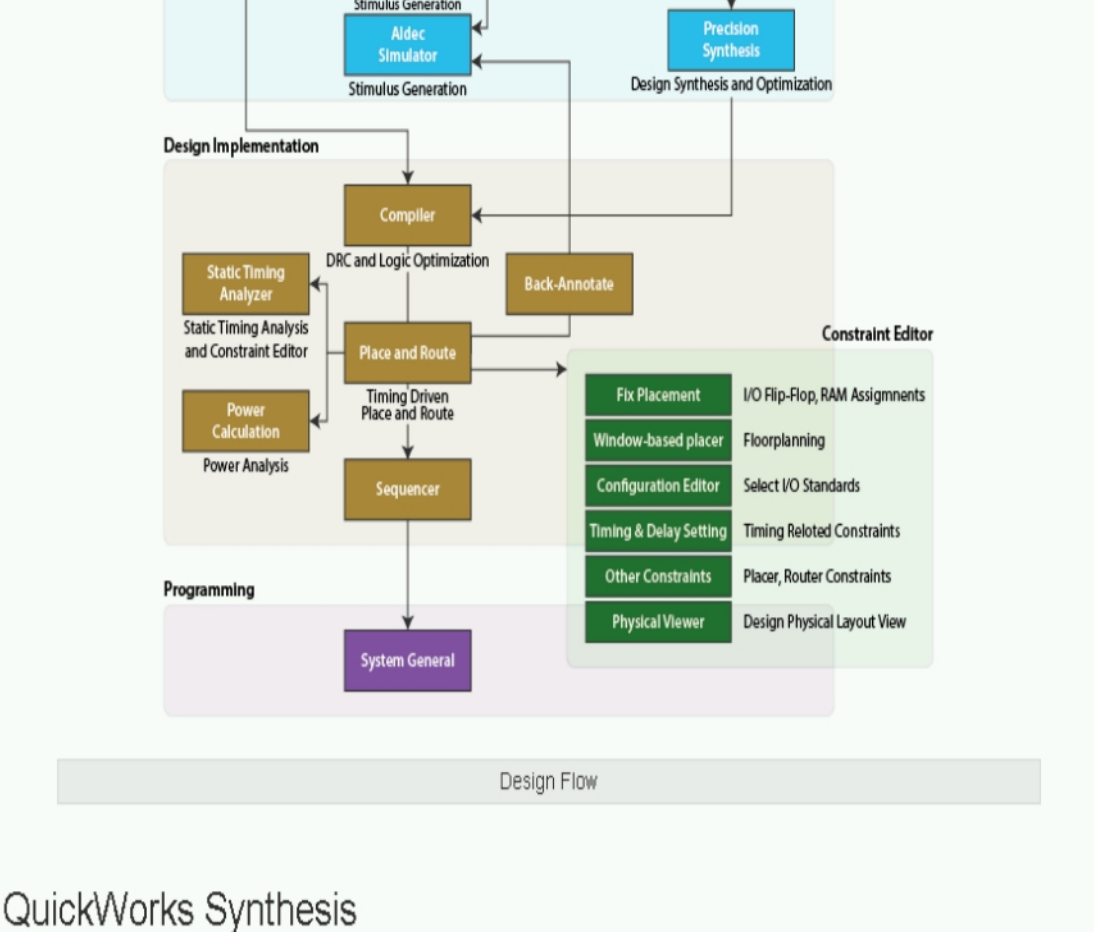 Stimulus Generation
Aldec
Simulator
Stimulus Generation
Precision
Synthesis
Design Synthesis and Optimization
Design Implementation
Compiler
DRC and Logic Optimization
Static Timing
Analyzer
Static Timing Analysis
and Constraint Editor
Back-Annotate
Place and Route
Timing Driven
Place and Route
Power
Calculation
Power Analysis
Sequencer
Constraint Editor
Fix Placement I/O Flip-Flop, RAM Assigmnents
Window-based placer Floorplanning
Configuration Editor Select I/O Standards
Timing & Delay Setting Timing Reloted Constraints
Other Constraints Placer, Router Constraints
Physical Viewer Design Physical Layout View
Programming
System General
Design Flow
QuickWorks Synthesis